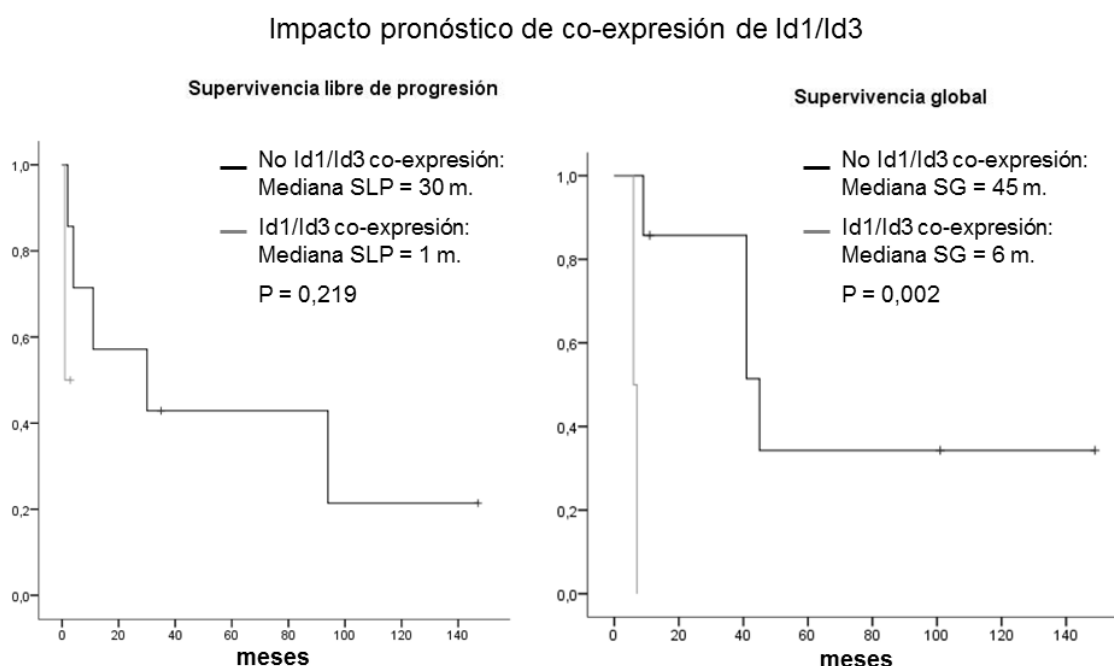 Impacto pronóstico de co-expresión de Id1/Id3
Supervivencia libre de progresión
No Id1/Id3 co-expresión:
Mediana SLP = 30 m.
Id1/Id3 co-expresión:
Mediana SLP = 1 m.
P = 0,219
1,0
0,8
0,6
0,4
0,2
0,0
0 20 40 60 80 100 120 140
meses
Supervivencia global
No Id1/Id3 co-expresión:
Mediana SG = 45 m.
Id1/Id3 co-expresión:
Mediana SG = 6 m.
P = 0,002
1,0
0,8
0,6
0,4
0,2
0,0
0 20 40 60 80 100 120 140
meses